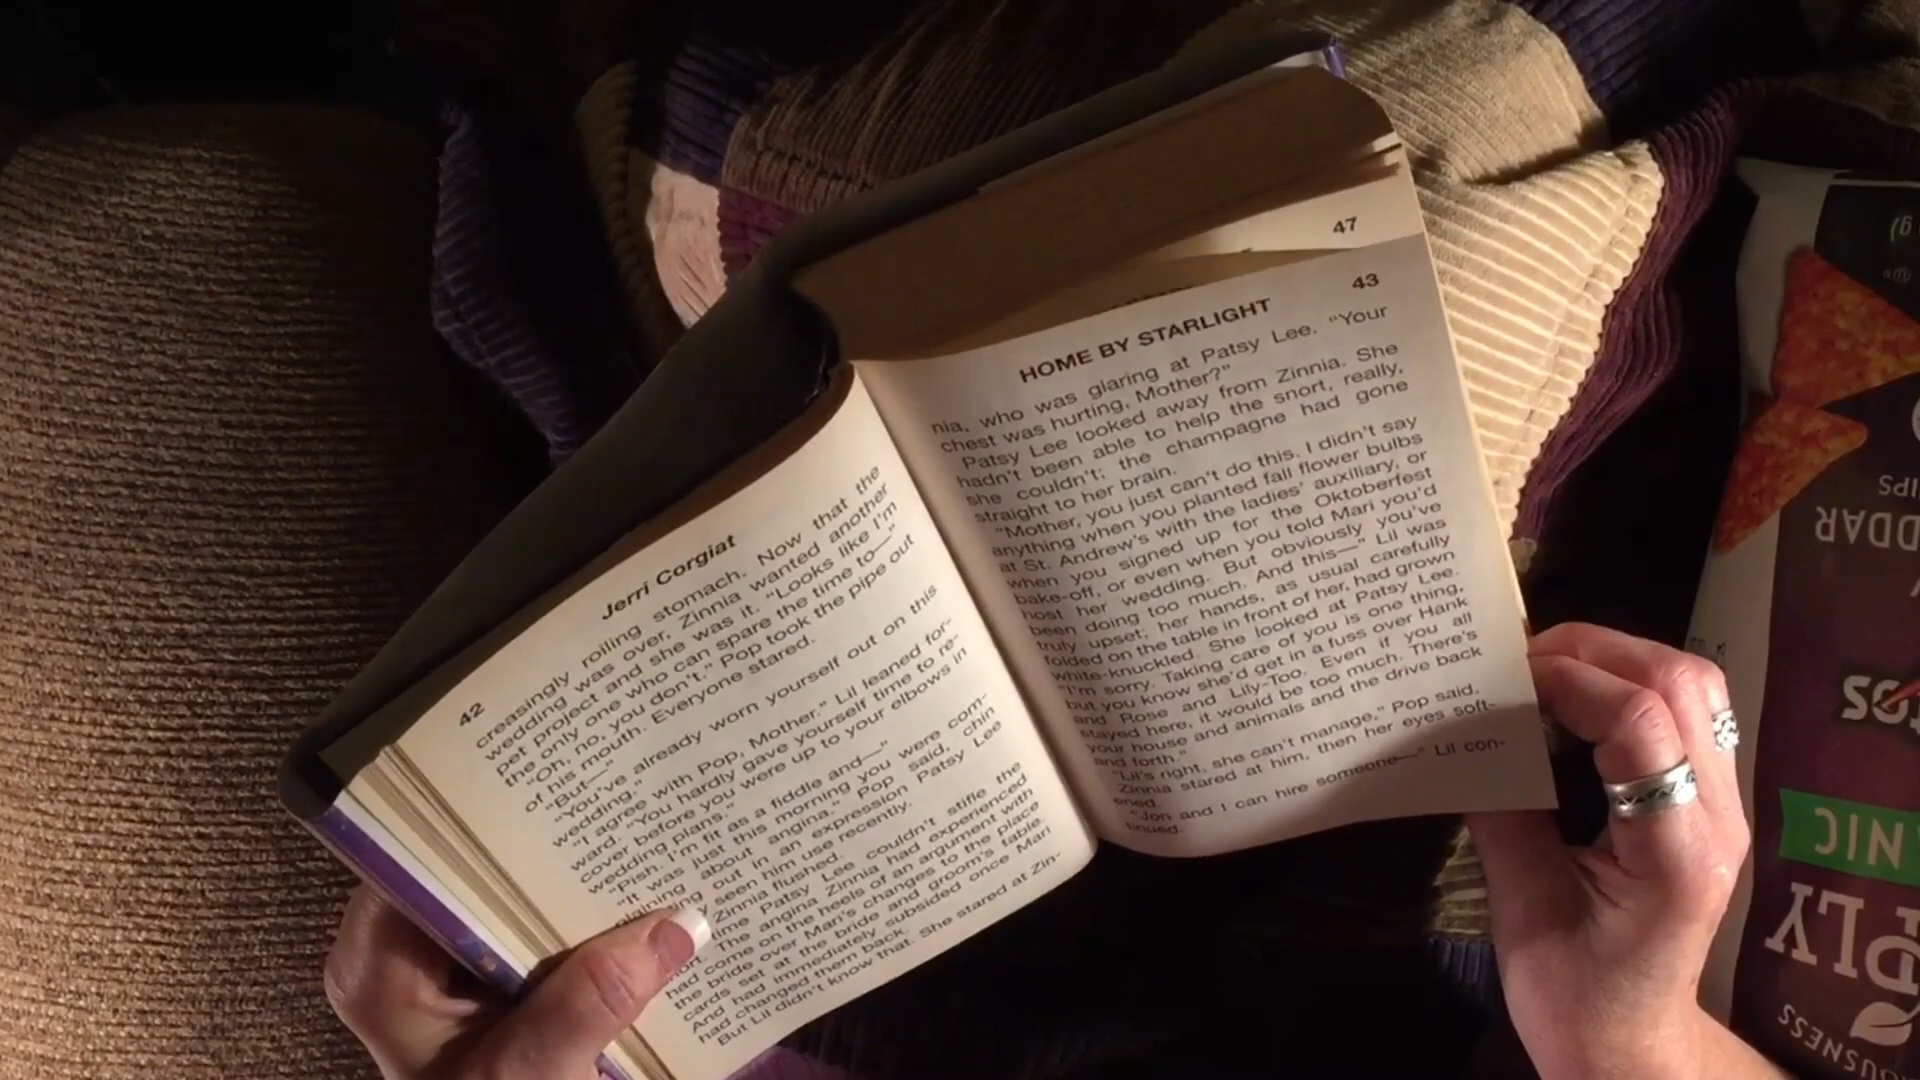 42
Jerri Corgiat
creasingly rolling stomach. Now that the
wedding was over, Zinnia wanted another
pet project and she was it. "Looks like I'm
the only one who can spare the time to—"
"Oh, no, you don't." Pop took the pipe out
of his mouth. Everyone stared.
"But—"
"You've already worn yourself out on this
wedding."
"I agree with Pop, Mother." Lil leaned for-
ward. "You hardly gave yourself time to re-
cover before you were up to your elbows in
wedding plans."
"Pish. I'm fit as a fiddle and—"
"It was just this morning you were com-
plaining about angina," Pop said, chin
out in an expression Patsy Lee
seen him use recently.
Zinnia flushed.
time Patsy Lee couldn't stifle the
The angina Zinnia had experienced
had come on the heels of an argument with
the bride over Mari's changes to the place
cards set at the bride and groom's table.
And had immediately subsided once Mari
had changed them back.
But Lil didn't know that. She stared at Zin-
47
43
HOME BY STARLIGHT
nia, who was glaring at Patsy Lee. "Your
chest was hurting, Mother?"
Patsy Lee looked away from Zinnia. She
hadn't been able to help the snort, really,
she couldn't; the champagne had gone
straight to her brain.
"Mother, you just can't do this. I didn't say
anything when you planted fall flower bulbs
at St. Andrew's with the ladies' auxiliary, or
when you signed up for the Oktoberfest
bake-off, or even when you told Mari you'd
host her wedding. But obviously you've
been doing too much. And this—" Lil was
truly upset; her hands, as usual carefully
folded on the table in front of her, had grown
white-knuckled. She looked at Patsy Lee.
"I'm sorry. Taking care of you is one thing,
but you know she'd get in a fuss over Hank
and Rose and Lily-Too. Even if you all
stayed here, it would be too much. There's
your house and animals and the drive back
and forth."
"Lil's right, she can't manage," Pop said.
Zinnia stared at him, then her eyes soft-
ened.
"Jon and I can hire someone—" Lil con-
tinued.
DDAR
IPS
NIC
PLY
OUSNESS